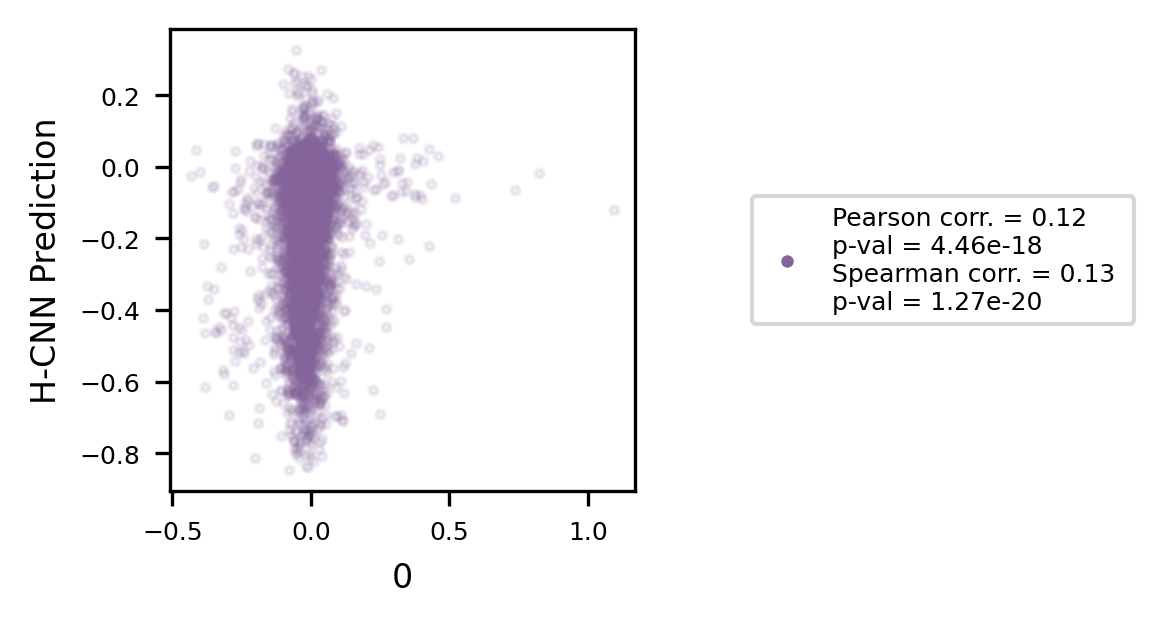 H-CNN Prediction
0.2
0.0
−0.2
−0.4
−0.6
−0.8
−0.5
0.0
0.5
1.0
0
Pearson corr. = 0.12
p-val = 4.46e-18
Spearman corr. = 0.13
p-val = 1.27e-20